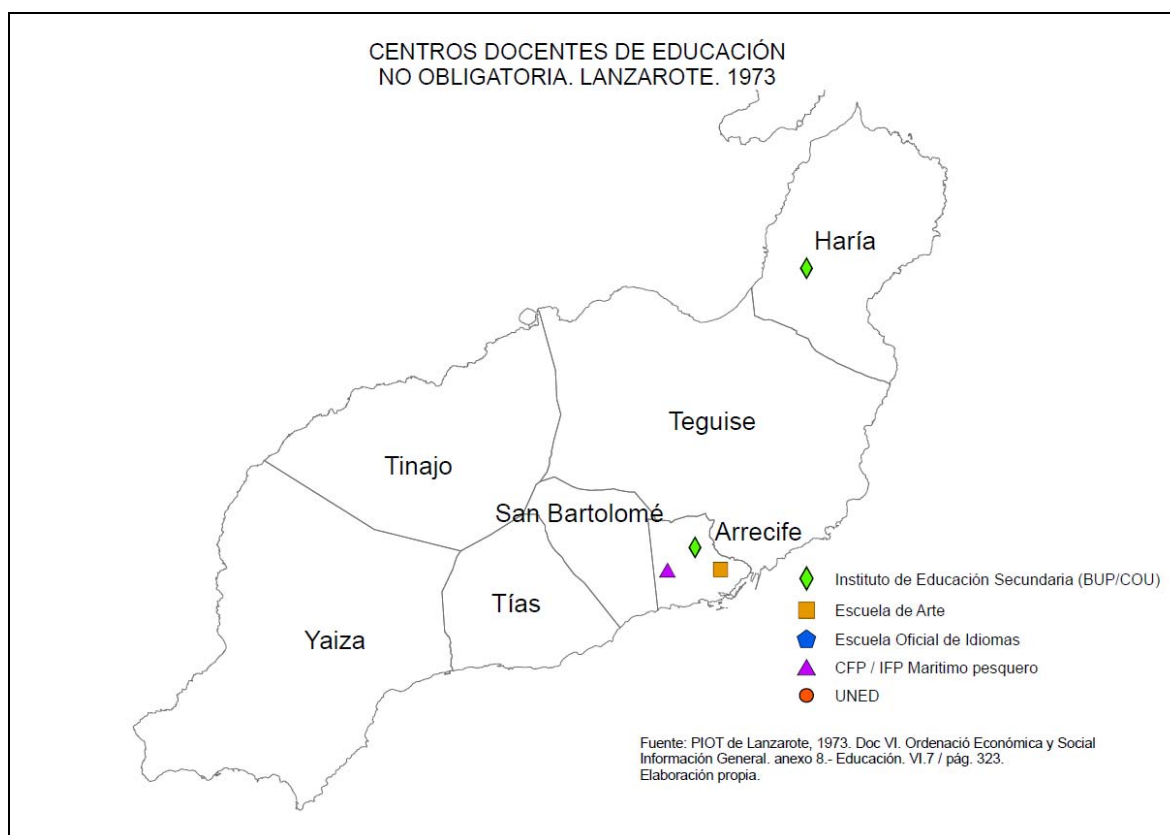 CENTROS DOCENTES DE EDUCACIÓN
NO OBLIGATORIA. LANZAROTE. 1973
Haría
Teguise
Tinajo
San Bartolomé
Arrecife
Tías
Yaiza
Instituto de Educación Secundaria (BUP/COU)
Escuela de Arte
Escuela Oficial de Idiomas
CFP / IFP Maritimo pesquero
UNED
Fuente: PIOT de Lanzarote, 1973. Doc VI. Ordenació Económica y Social
Información General. anexo 8.- Educación. VI.7 / pág. 323.
Elaboración propia.